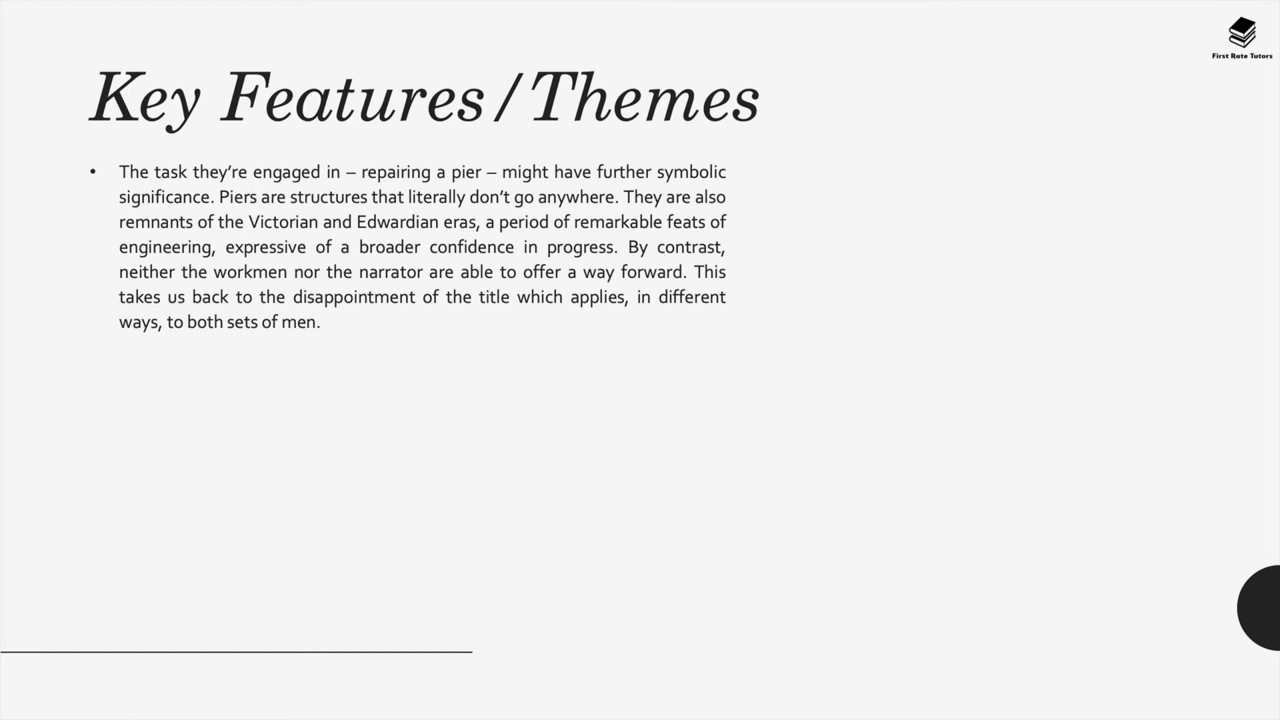 First Rate Tutors
Key Features/Themes
• The task they're engaged in – repairing a pier – might have further symbolic
significance. Piers are structures that literally don't go anywhere. They are also
remnants of the Victorian and Edwardian eras, a period of remarkable feats of
engineering, expressive of a broader confidence in progress. By contrast,
neither the workmen nor the narrator are able to offer a way forward. This
takes us back to the disappointment of the title which applies, in different
ways, to both sets of men.